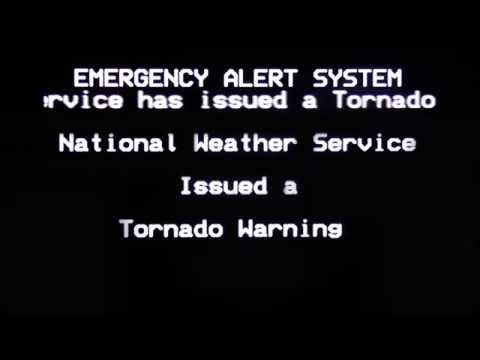 EMERGENCY ALERT SYSTEM
ervice has issued a Tornado
National Weather Service
Issued a
Tornado Warning